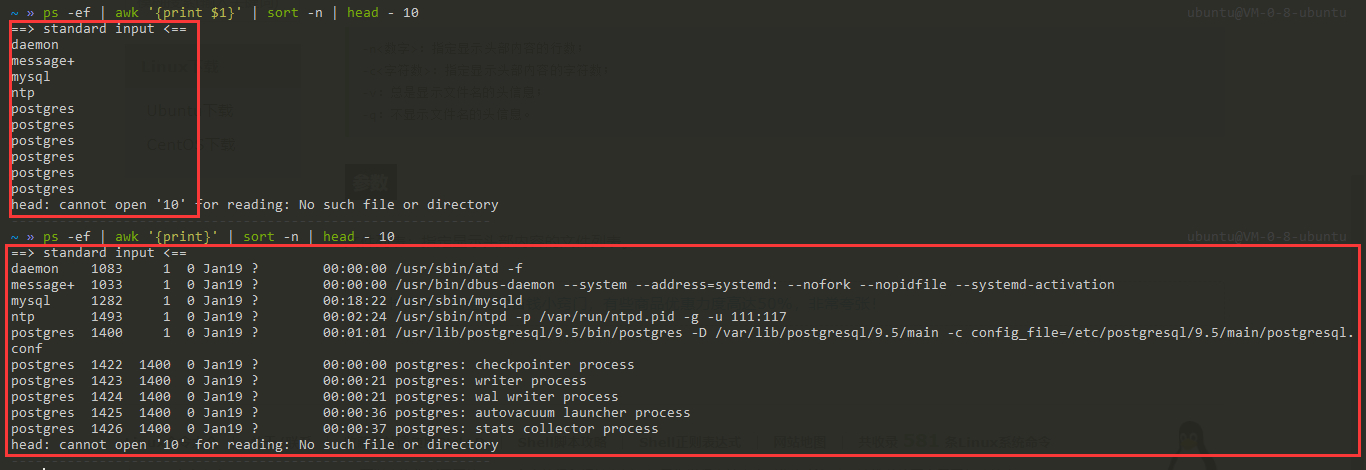 ~ » ps -ef | awk '{print $1}' | sort -n | head - 10 ubuntu@VM-0-8-ubuntu
==> standard input <==
daemon
message+
mysql
ntp
postgres
postgres
postgres
postgres
postgres
postgres
head: cannot open '10' for reading: No such file or directory
~ » ps -ef | awk '{print}' | sort -n | head - 10 ubuntu@VM-0-8-ubuntu
==> standard input <==
daemon 1083 1 0 Jan19 ? 00:00:00 /usr/sbin/atd -f
message+ 1033 1 0 Jan19 ? 00:00:00 /usr/bin/dbus-daemon --system --address=systemd: --nofork --nopidfile --systemd-activation
mysql 1282 1 0 Jan19 ? 00:18:22 /usr/sbin/mysqld
ntp 1493 1 0 Jan19 ? 00:02:24 /usr/sbin/ntpd -p /var/run/ntpd.pid -g -u 111:117
postgres 1400 1 0 Jan19 ? 00:01:01 /usr/lib/postgresql/9.5/bin/postgres -D /var/lib/postgresql/9.5/main -c config_file=/etc/postgresql/9.5/main/postgresql.
conf
postgres 1422 1400 0 Jan19 ? 00:00:00 postgres: checkpointer process
postgres 1423 1400 0 Jan19 ? 00:00:21 postgres: writer process
postgres 1424 1400 0 Jan19 ? 00:00:21 postgres: wal writer process
postgres 1425 1400 0 Jan19 ? 00:00:36 postgres: autovacuum launcher process
postgres 1426 1400 0 Jan19 ? 00:00:37 postgres: stats collector process
head: cannot open '10' for reading: No such file or directory